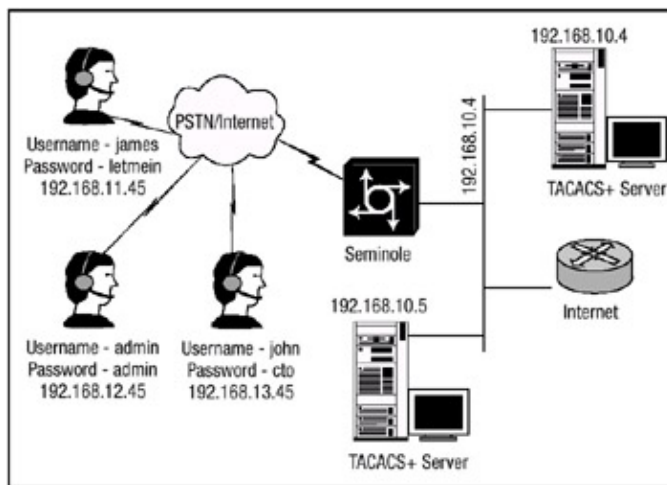 192.168.10.4
PSTN/Internet
Username - james
Password - letmein
192.168.11.45
192.168.10.4
TACACS+ Server
Seminole
Internet
192.168.10.5
Username - admin
Password - admin
192.168.12.45
Username - john
Password - cto
192.168.13.45
TACACS+ Server